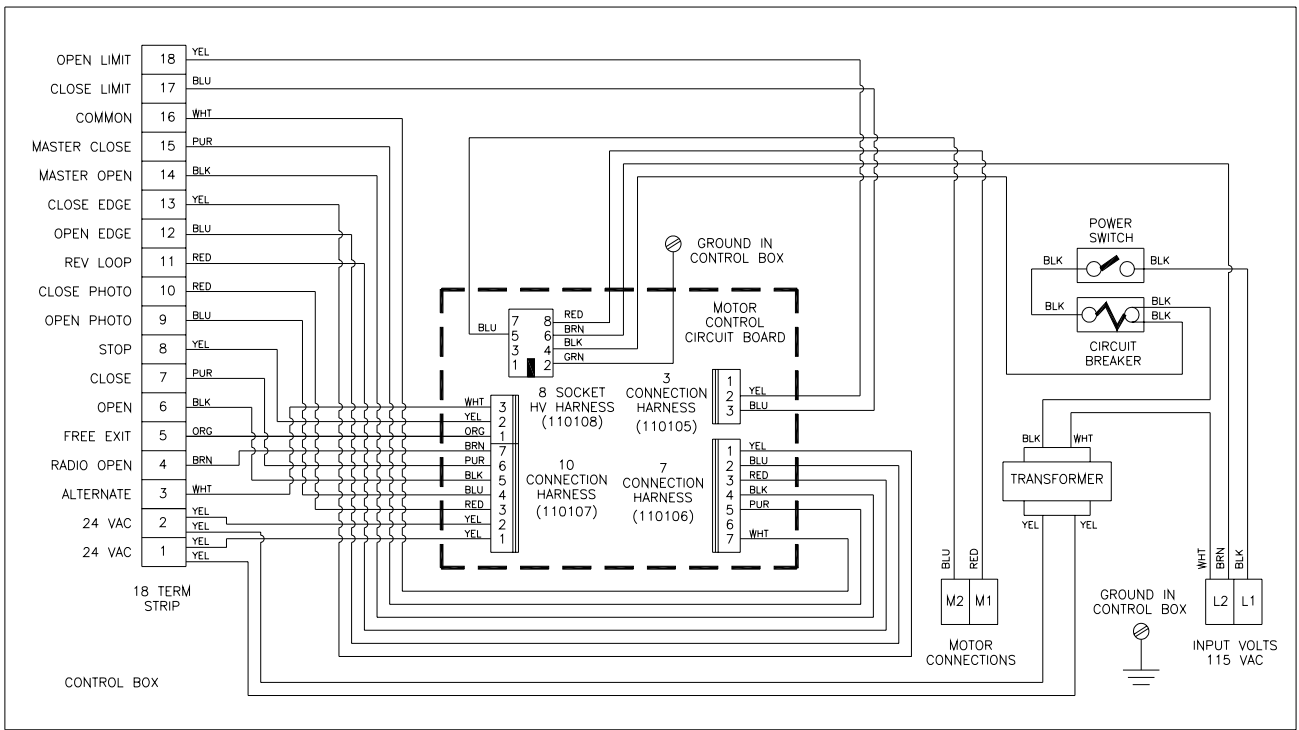 OPEN LIMIT 18 YEL
CLOSE LIMIT 17 BLU
COMMON 16 WHT
MASTER CLOSE 15 PUR
MASTER OPEN 14 BLK
CLOSE EDGE 13 YEL
OPEN EDGE 12 BLU
REV LOOP 11 RED
CLOSE PHOTO 10 RED
OPEN PHOTO 9 BLU
STOP 8 YEL
CLOSE 7 PUR
OPEN 6 BLK
FREE EXIT 5 ORG
RADIO OPEN 4 BRN
ALTERNATE 3 WHT
24 VAC 2 YEL
YEL
24 VAC 1 YEL
YEL
18 TERM
STRIP
CONTROL BOX
GROUND IN
CONTROL BOX
MOTOR
CONTROL
CIRCUIT BOARD
BLU
7 8 RED
5 6 BRN
3 4 BLK
1 2 GRN
8 SOCKET
HV HARNESS
(110108)
3
CONNECTION
HARNESS
(110105)
1
2 YEL
3 BLU
WHT 3
YEL 2
ORG 1
BRN 7
PUR 6
BLK 5
BLU 4
RED 3
YEL 2
YEL 1
10
CONNECTION
HARNESS
(110107)
7
CONNECTION
HARNESS
(110106)
1 YEL
2 BLU
3 RED
4 BLK
5 PUR
6
7 WHT
POWER
SWITCH
BLK BLK
BLK BLK
BLK
CIRCUIT
BREAKER
BLK WHT
TRANSFORMER
YEL YEL
BLU RED
M2 M1
MOTOR
CONNECTIONS
GROUND IN
CONTROL BOX
WHT BRN BLK
L2 L1
INPUT VOLTS
115 VAC